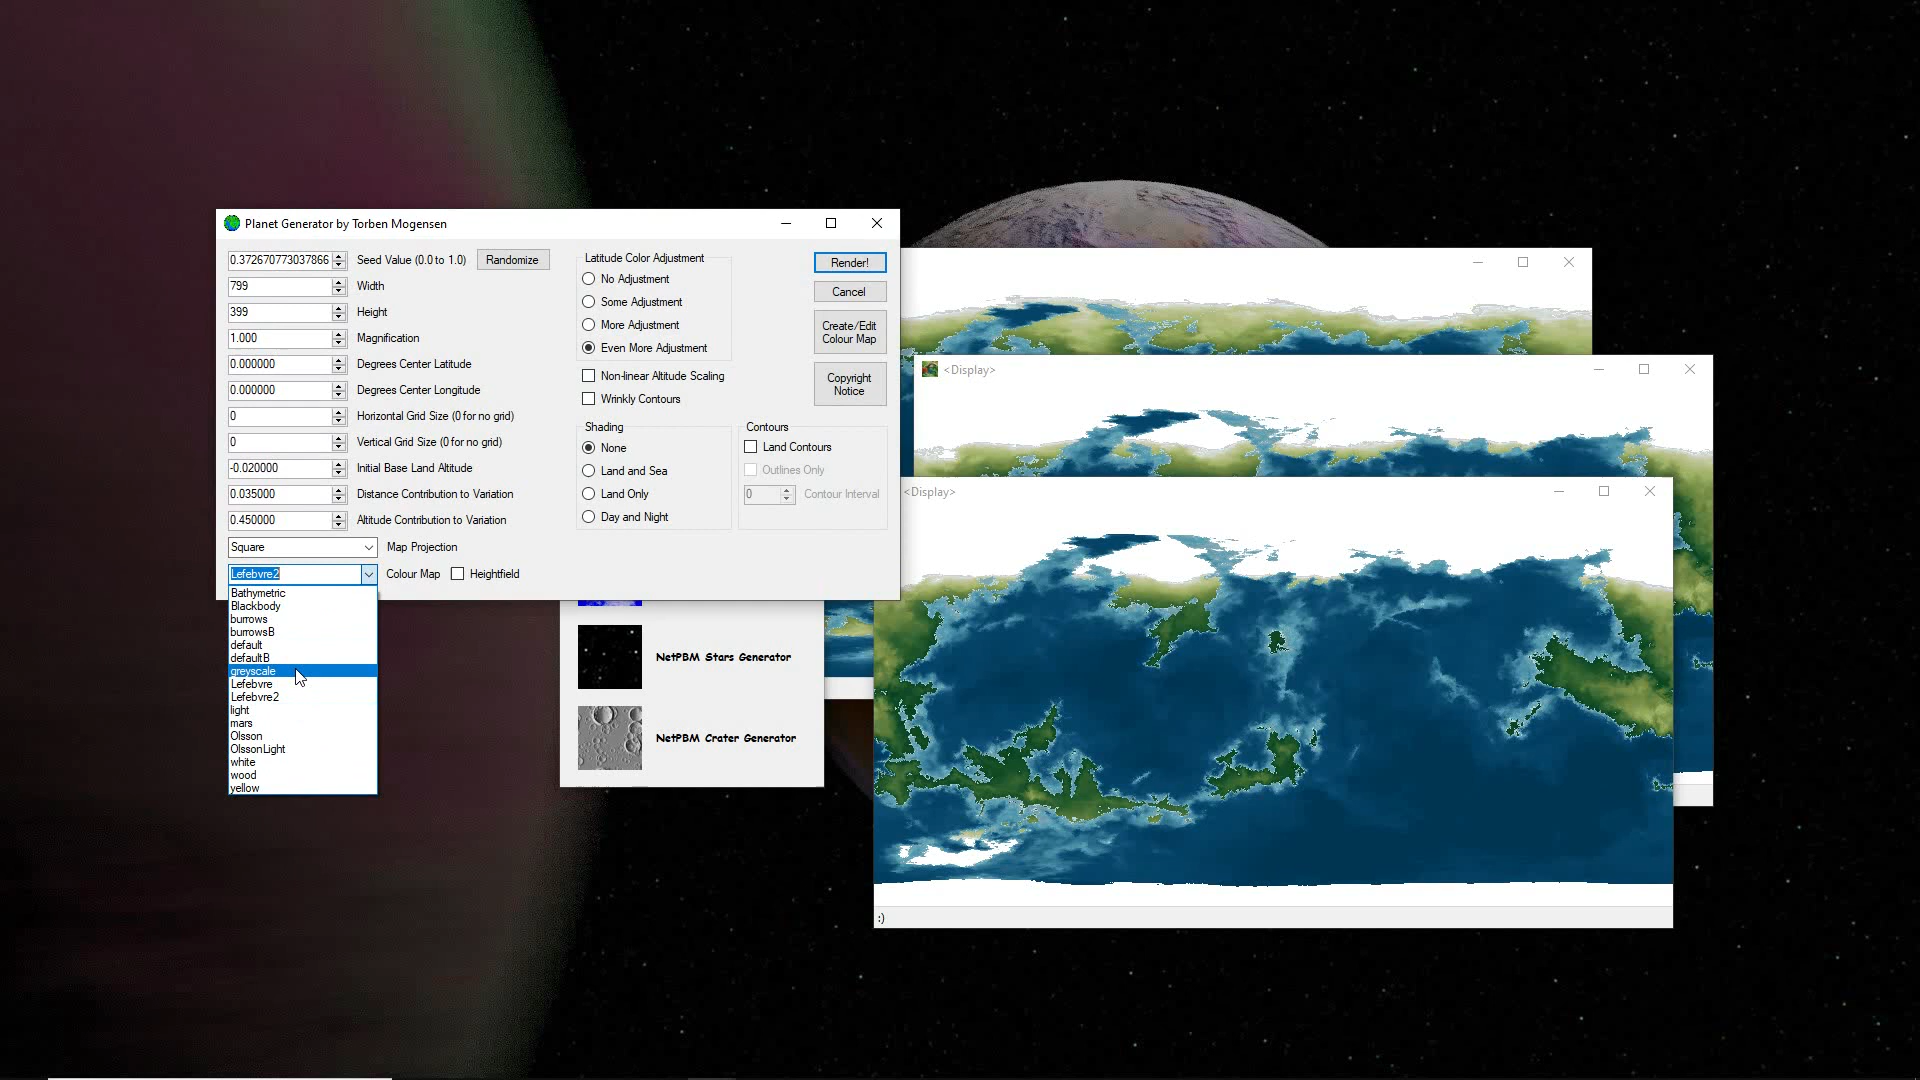 Planet Generator by Torben Mogensen
0.372670773037866 Seed Value (0.0 to 1.0) Randomize
799 Width
399 Height
1.000 Magnification
0.000000 Degrees Center Latitude
0.000000 Degrees Center Longitude
0 Horizontal Grid Size (0 for no grid)
0 Vertical Grid Size (0 for no grid)
-0.020000 Initial Base Land Altitude
0.035000 Distance Contribution to Variation
0.450000 Altitude Contribution to Variation
Square Map Projection
Lefebvre2 Colour Map Heightfield
Bathymetric
Blackbody
burrows
burrowsB
default
defaultB
greyscale
Lefebvre
Lefebvre2
light
mars
Olsson
OlssonLight
white
wood
yellow
Latitude Color Adjustment
No Adjustment
Some Adjustment
More Adjustment
Even More Adjustment
Non-linear Altitude Scaling
Wrinkly Contours
Shading
None
Land and Sea
Land Only
Day and Night
Contours
Land Contours
Outlines Only
0 Contour Interval
Render!
Cancel
Create/Edit
Colour Map
Copyright
Notice
NetPBM Stars Generator
NetPBM Crater Generator
<Display>
<Display>
:)